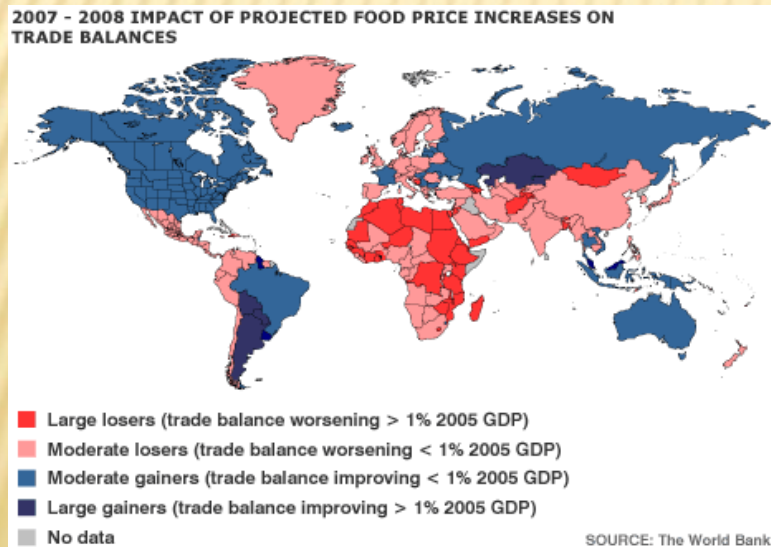 2007 - 2008 IMPACT OF PROJECTED FOOD PRICE INCREASES ON
TRADE BALANCES
Large losers (trade balance worsening > 1% 2005 GDP)
Moderate losers (trade balance worsening < 1% 2005 GDP)
Moderate gainers (trade balance improving < 1% 2005 GDP)
Large gainers (trade balance improving > 1% 2005 GDP)
No data
SOURCE: The World Bank